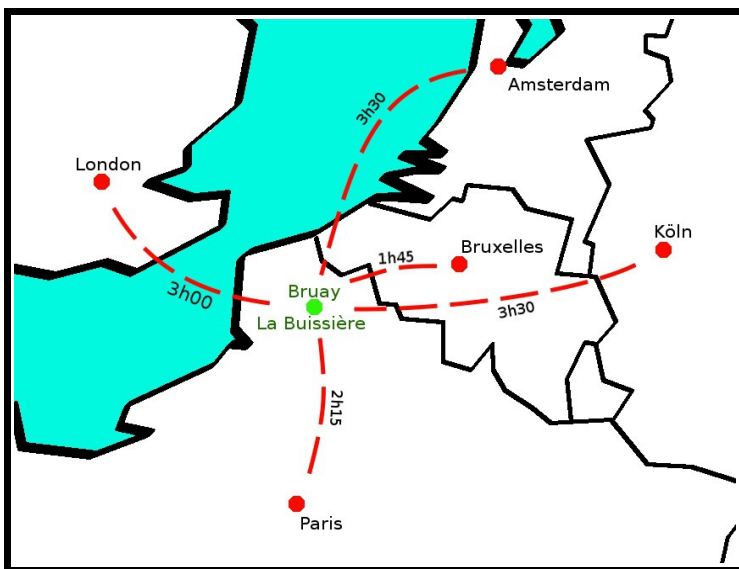 Amsterdam
3h30
London
Köln
Bruxelles
1h45
3h00
Bruay
La Buissière
3h30
2h15
Paris